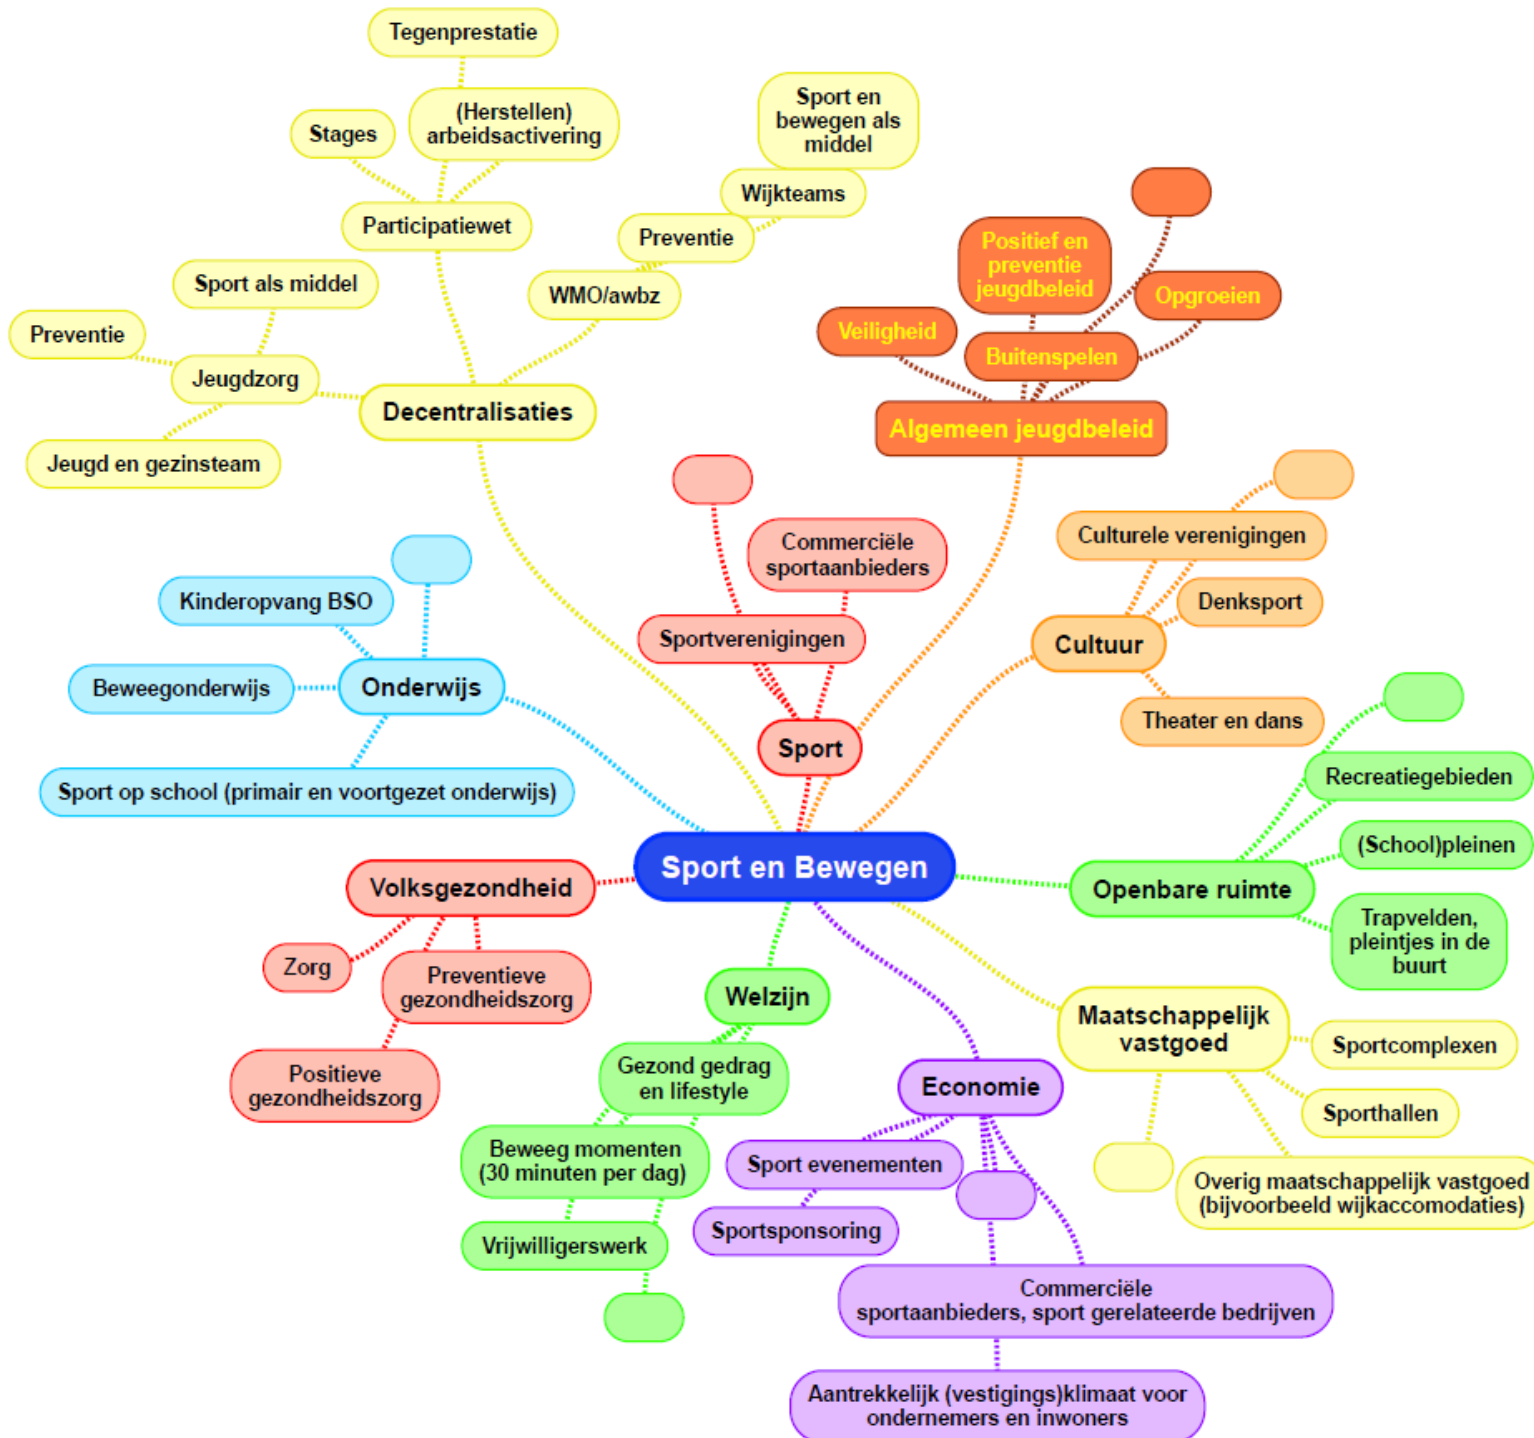 Tegenprestatie
(Herstellen)
arbeidsactivering
Stages
Sport en
bewegen als
middel
Wijkteams
Participatiewet
Preventie
WMO/awbz
Sport als middel
Preventie
Jeugdzorg
Decentralisaties
Jeugd en gezinsteam
Positief en
preventie
jeugdbeleid
Opgroeien
Veiligheid
Buitenspelen
Algemeen jeugdbeleid
Commerciële
sportaanbieders
Sportverenigingen
Sport
Culturele verenigingen
Denksport
Cultuur
Theater en dans
Kinderopvang BSO
Beweegonderwijs
Onderwijs
Sport op school (primair en voortgezet onderwijs)
Sport en Bewegen
Recreatiegebieden
(School)pleinen
Openbare ruimte
Trapvelden,
pleintjes in de
buurt
Volksgezondheid
Zorg
Preventieve
gezondheidszorg
Positieve
gezondheidszorg
Welzijn
Gezond gedrag
en lifestyle
Beweeg momenten
(30 minuten per dag)
Vrijwilligerswerk
Economie
Sport evenementen
Sportsponsoring
Commerciële
sportaanbieders, sport gerelateerde bedrijven
Aantrekkelijk (vestigings)klimaat voor
ondernemers en inwoners
Maatschappelijk
vastgoed
Sportcomplexen
Sporthallen
Overig maatschappelijk vastgoed
(bijvoorbeeld wijkaccomodaties)